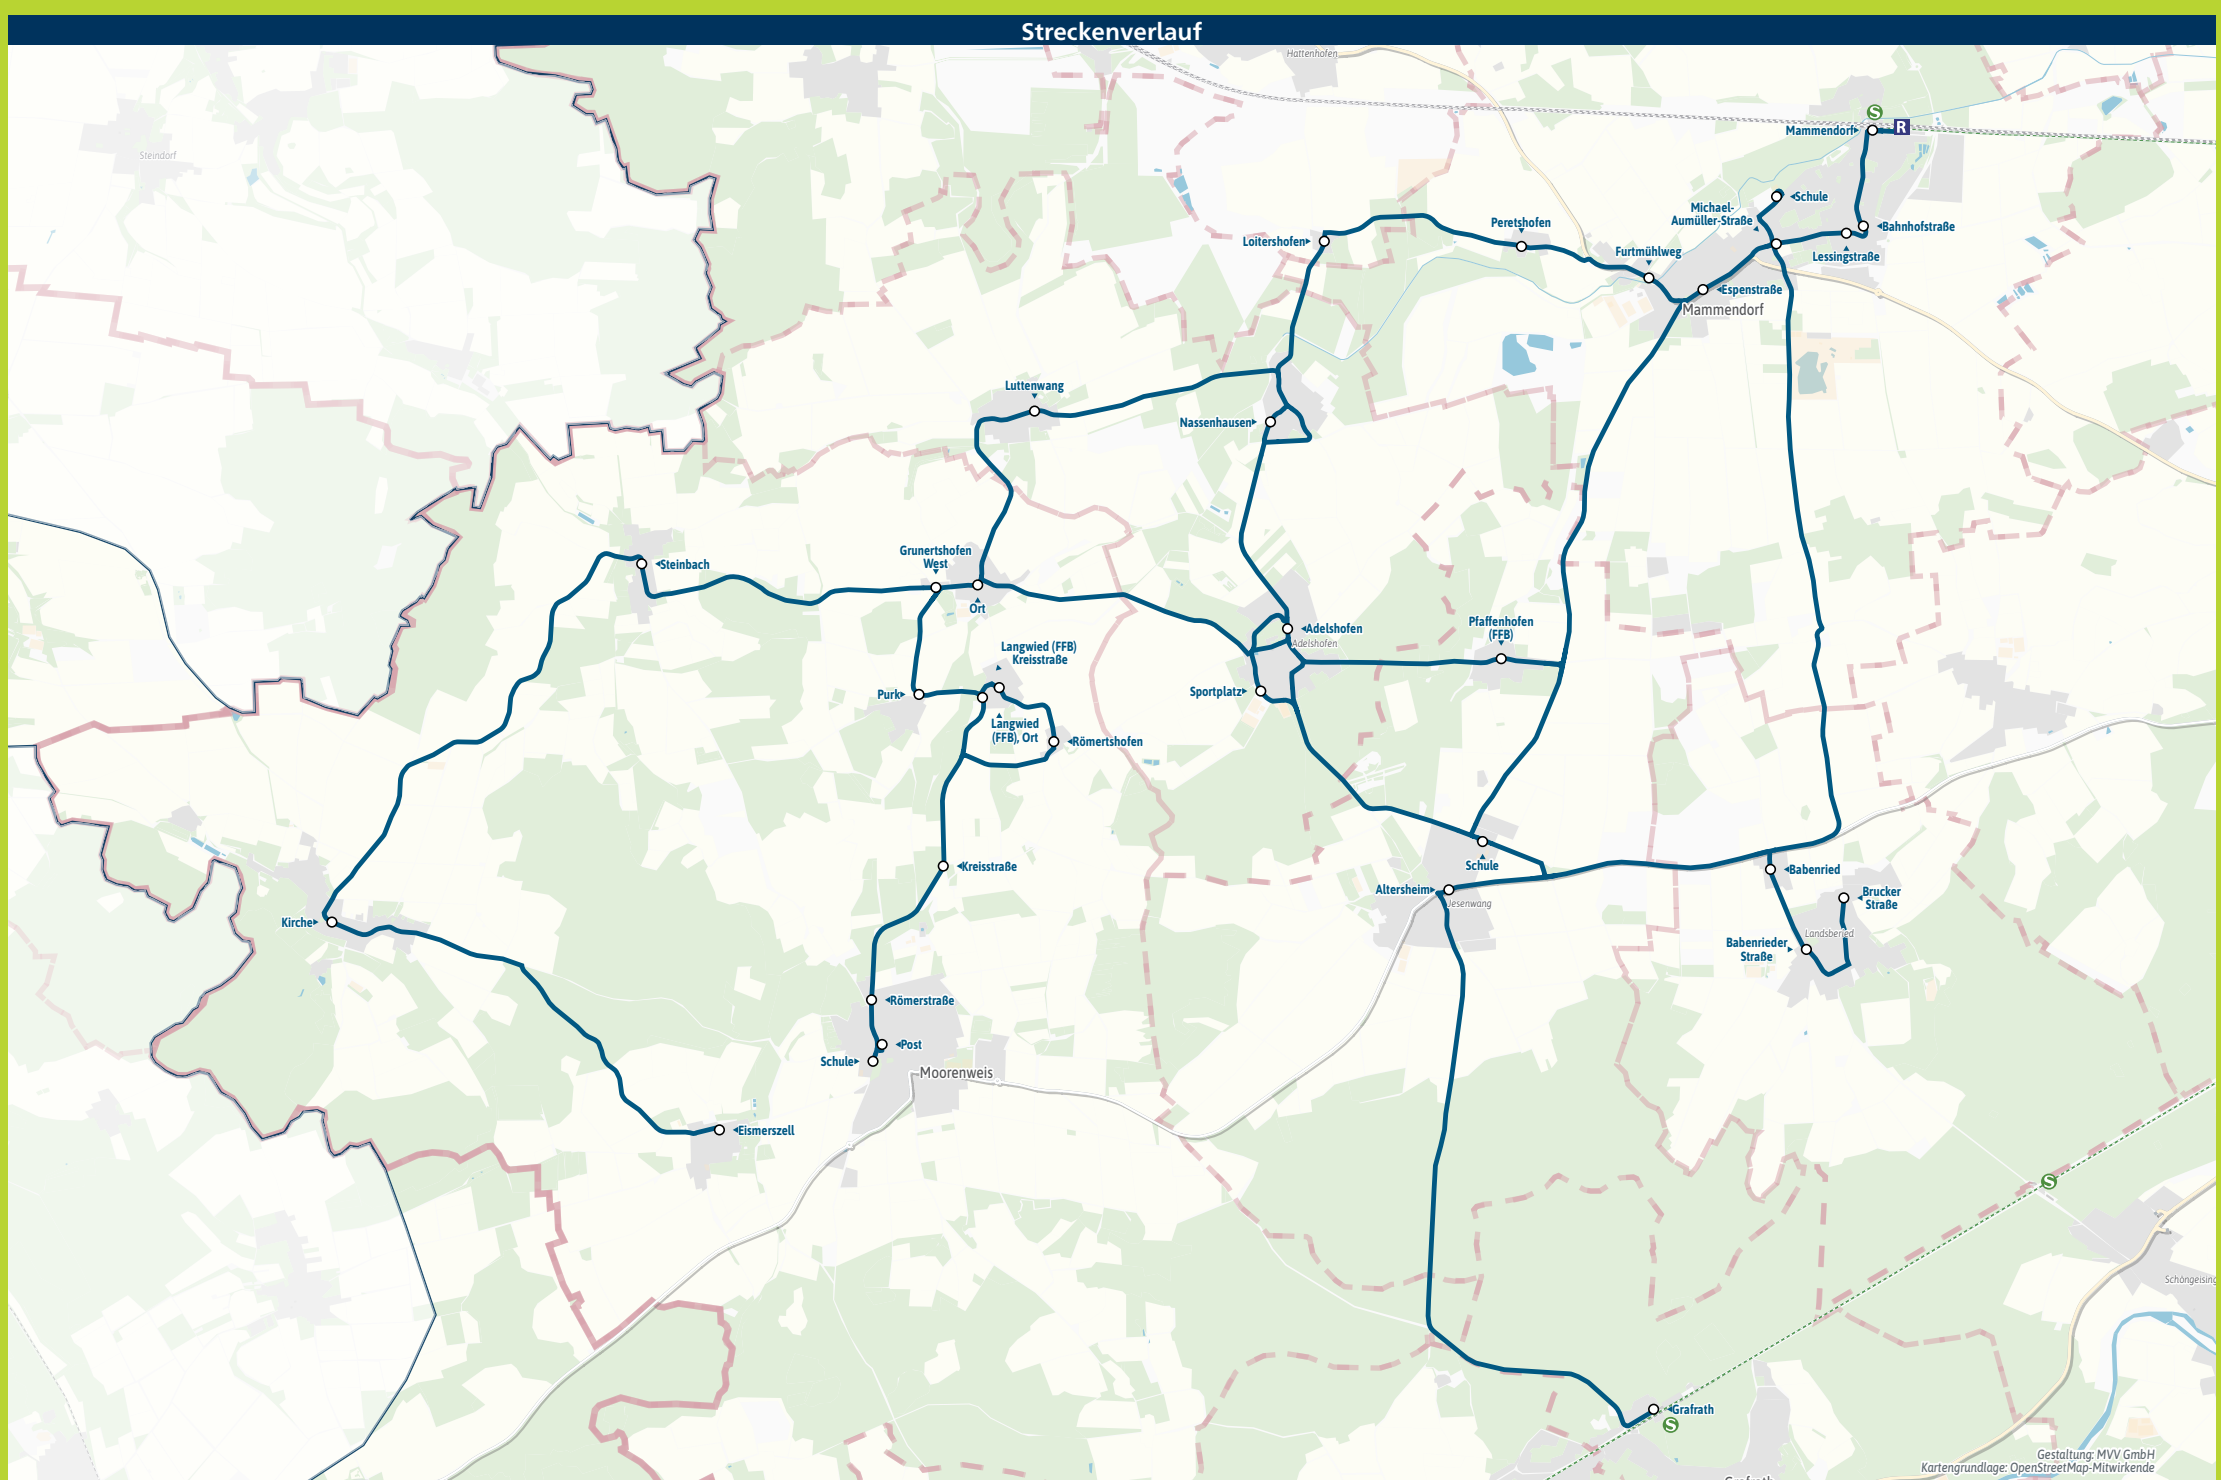 Streckenverlauf
Hattenhofen
Steindorf
S
Mammendorf
R
Schule
Michael-
Aumüller-Straße
Bahnhofstraße
Lessingstraße
Peretshofen
Loitershofen
Furtmühlweg
Espenstraße
Mammendorf
Luttenwang
Nassenhausen
Grunertshofen
West
Steinbach
Ort
Adelshofen
Adelshofen
Pfaffenhofen
(FFB)
Langwied (FFB)
Kreisstraße
Purk
Sportplatz
Langwied
(FFB), Ort
Römertshofen
Schule
Kreisstraße
Babenried
Altersheim
Jesenwang
Brucker
Straße
Kirche
Landsberied
Babenrieder
Straße
Römerstraße
Post
Schule
Moorenweis
Eismerszell
S
Schöngeising
Grafrath
S
Gestaltung: MVV GmbH
Kartengrundlage: OpenStreetMap-Mitwirkende
Grafrath